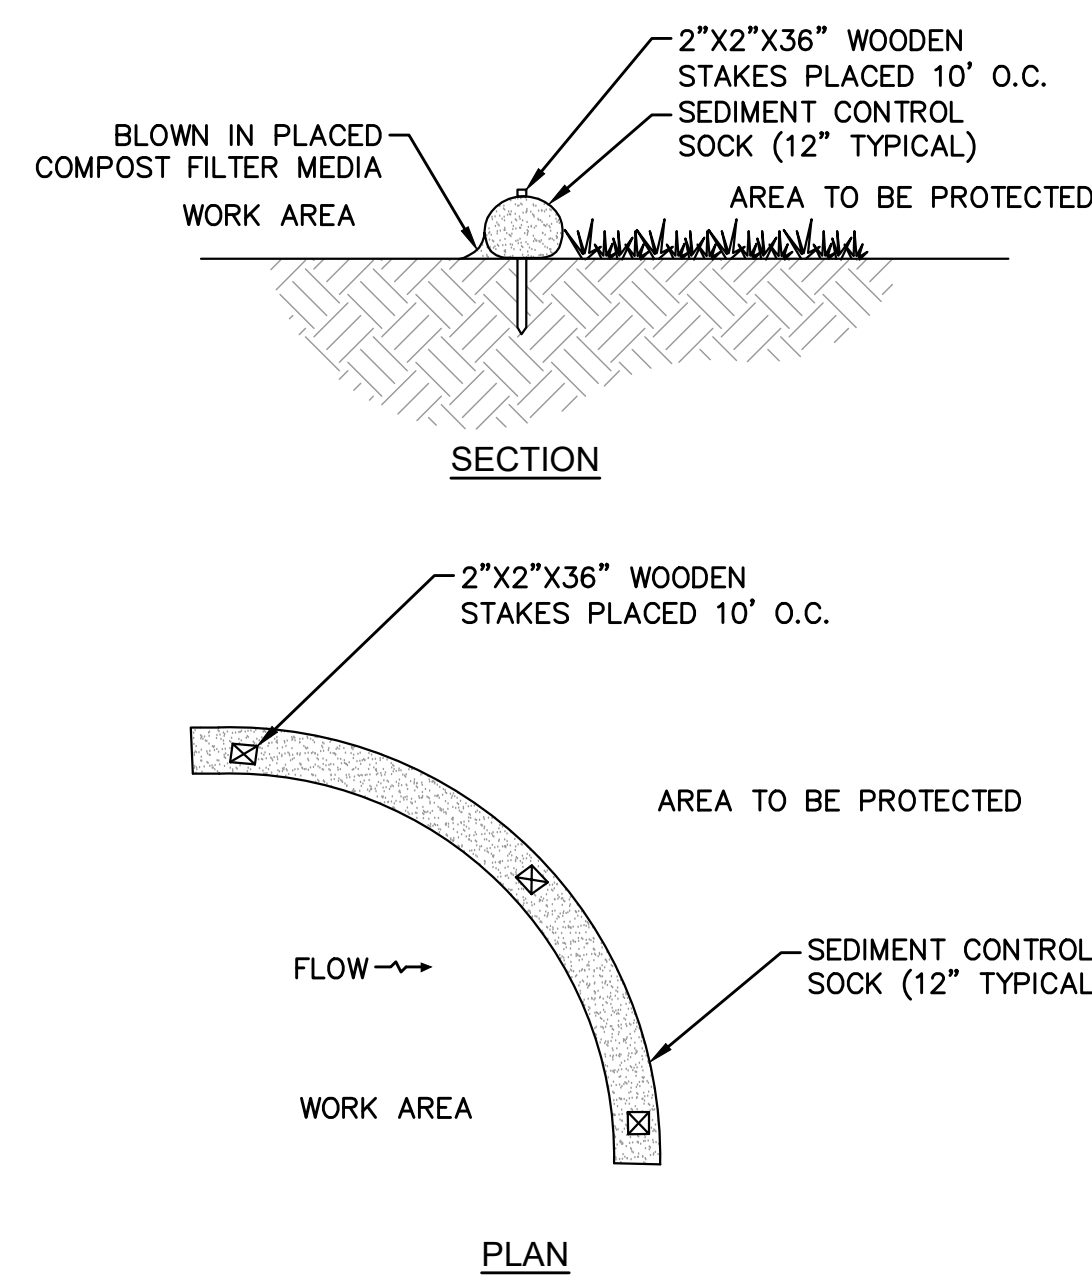 2”X2”X36” WOODEN
STAKES PLACED 10’ O.C.
SEDIMENT CONTROL
SOCK (12” TYPICAL)
BLOWN IN PLACED
COMPOST FILTER MEDIA
WORK AREA
AREA TO BE PROTECTED
SECTION
2”X2”X36” WOODEN
STAKES PLACED 10’ O.C.
AREA TO BE PROTECTED
SEDIMENT CONTROL
SOCK (12” TYPICAL
FLOW
WORK AREA
PLAN